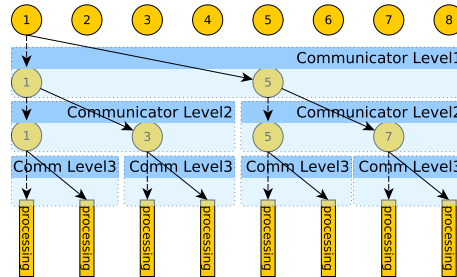 1 2 3 4 5 6 7 8
Communicator Level1
1 5
Communicator Level2 Communicator Level2
1 3 5 7
Comm Level3 Comm Level3 Comm Level3 Comm Level3
processing processing processing processing processing processing processing processing